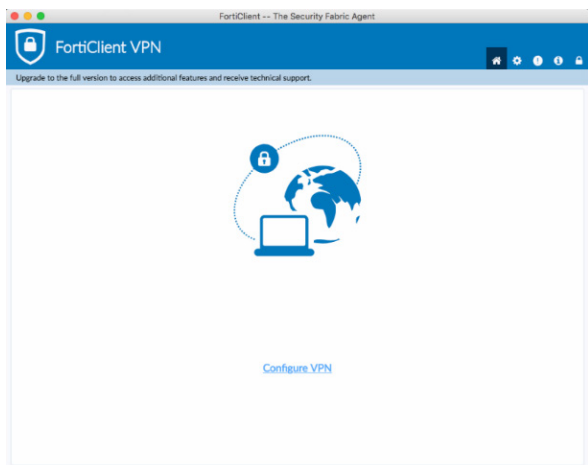 FortiClient -- The Security Fabric Agent
FortiClient VPN
Upgrade to the full version to access additional features and receive technical support.
Configure VPN